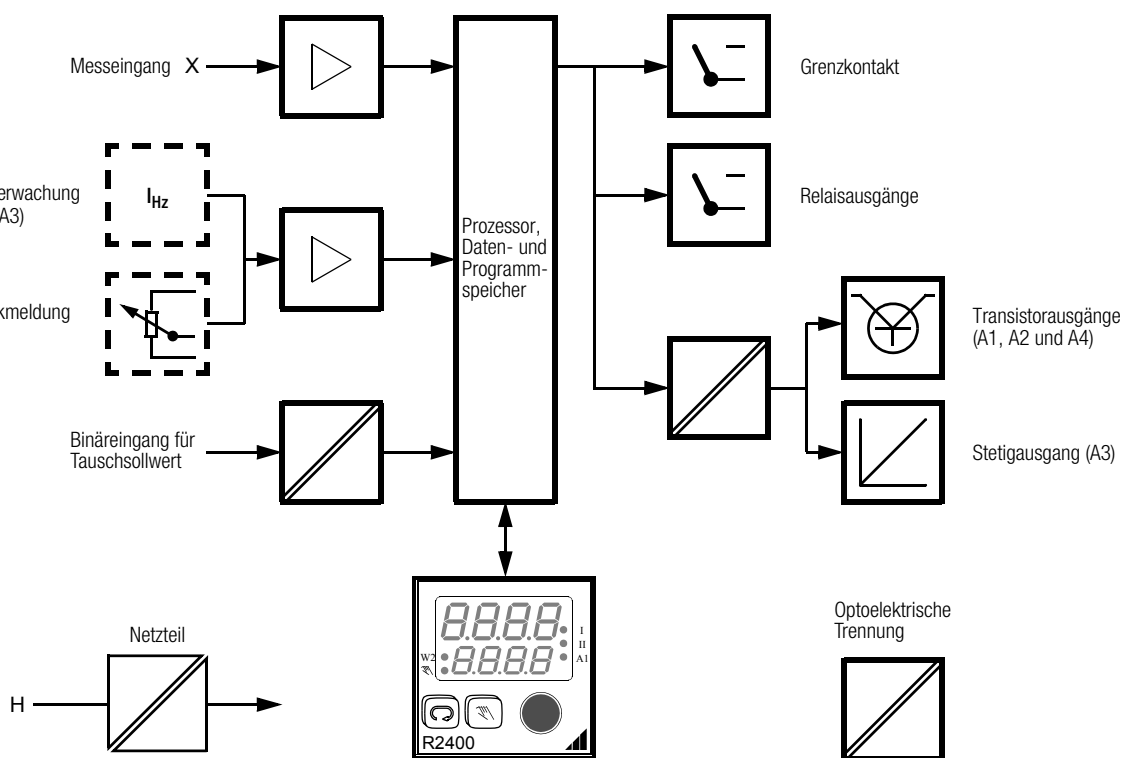 Messeingang X
Grenzkontakt
erwachung
A3)
I_Hz
Relaisausgänge
Prozessor,
Daten- und
Programm-
speicher
kmeldung
Transistorausgänge
(A1, A2 und A4)
Binäreingang für
Tauschsollwert
Stetigausgang (A3)
Netzteil
H
8.8.8.8.
I
II
W2
8.8.8.8
A1
R2400
Optoelektrische
Trennung